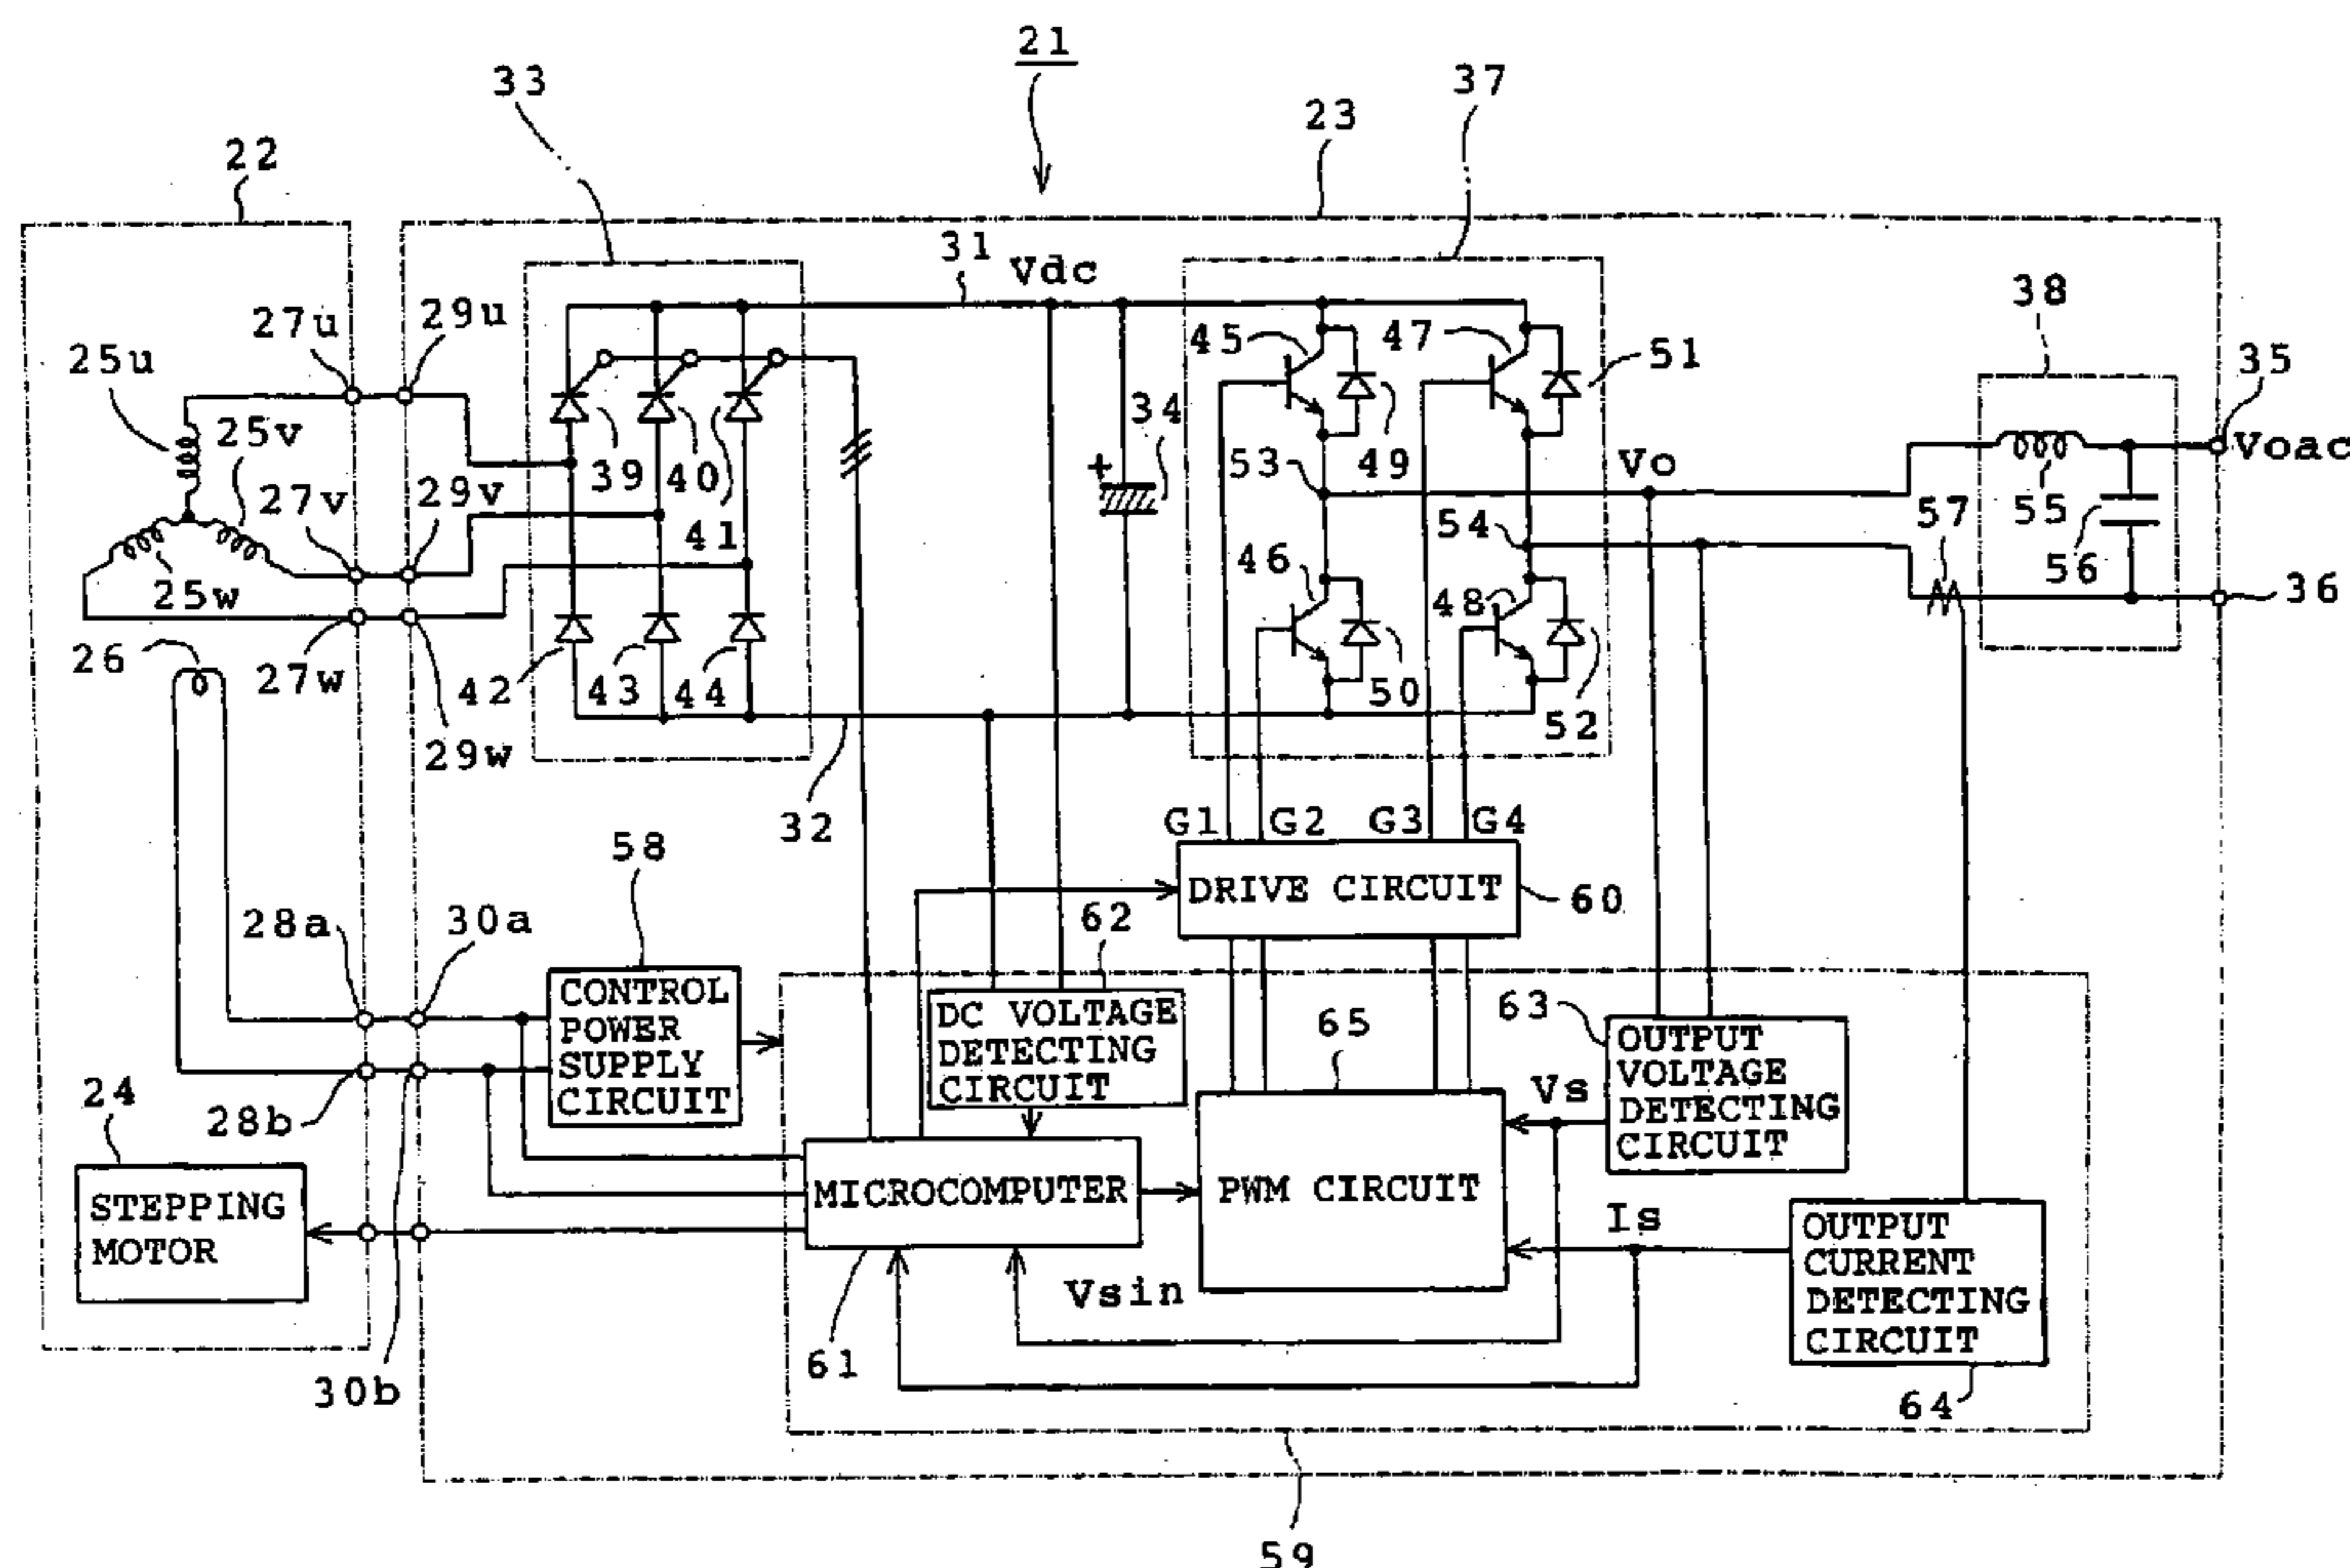 21
33
37
23
22
31
Vdc
38
27u
29u
45
47
51
35
25u
34
25v
Voac
+
39
40
49
Vo
53
27v
29v
57
41
54
55
46
56
25w
48
36
26
27w
42
43
44
50
52
29w
32
G1
G2
G3
G4
58
DRIVE CIRCUIT
60
62
28a
30a
CONTROL
POWER
SUPPLY
CIRCUIT
DC VOLTAGE
DETECTING
CIRCUIT
65
63
OUTPUT
VOLTAGE
DETECTING
CIRCUIT
24
28b
Vs
STEPPING
MOTOR
MICROCOMPUTER
PWM CIRCUIT
Is
OUTPUT
CURRENT
DETECTING
CIRCUIT
Vsin
61
30b
64
59